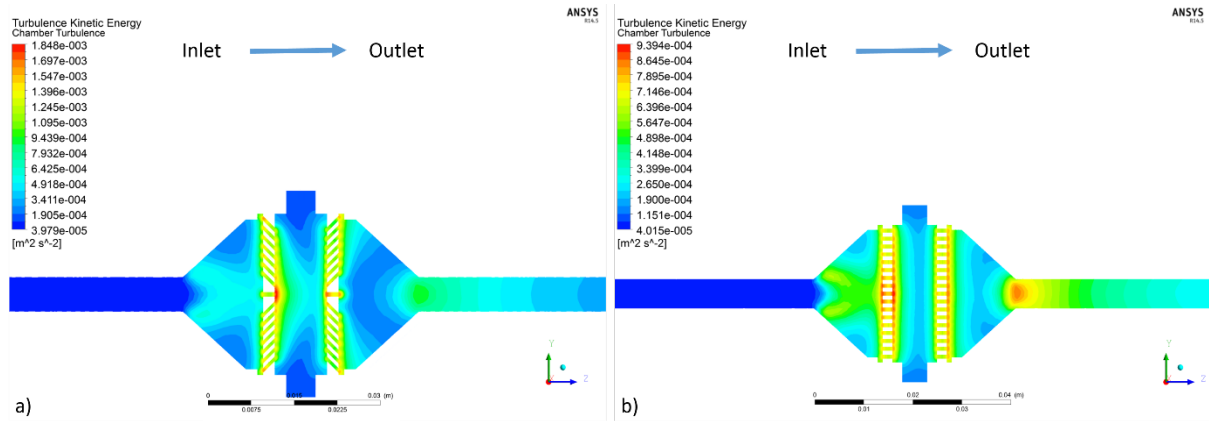 ANSYS
R14.5
Turbulence Kinetic Energy
Chamber Turbulence
1.848e-003
1.697e-003
1.547e-003
1.396e-003
1.245e-003
1.095e-003
9.439e-004
7.932e-004
6.425e-004
4.918e-004
3.411e-004
1.905e-004
3.979e-005
[m^2 s^-2]
Inlet
Outlet
Y
Z
0
0.015
0.03 (m)
0.0075
0.0225
a)
ANSYS
R14.5
Turbulence Kinetic Energy
Chamber Turbulence
9.394e-004
8.645e-004
7.895e-004
7.146e-004
6.396e-004
5.647e-004
4.898e-004
4.148e-004
3.399e-004
2.650e-004
1.900e-004
1.151e-004
4.015e-005
[m^2 s^-2]
Inlet
Outlet
Y
Z
0
0.02
0.04 (m)
0.01
0.03
b)